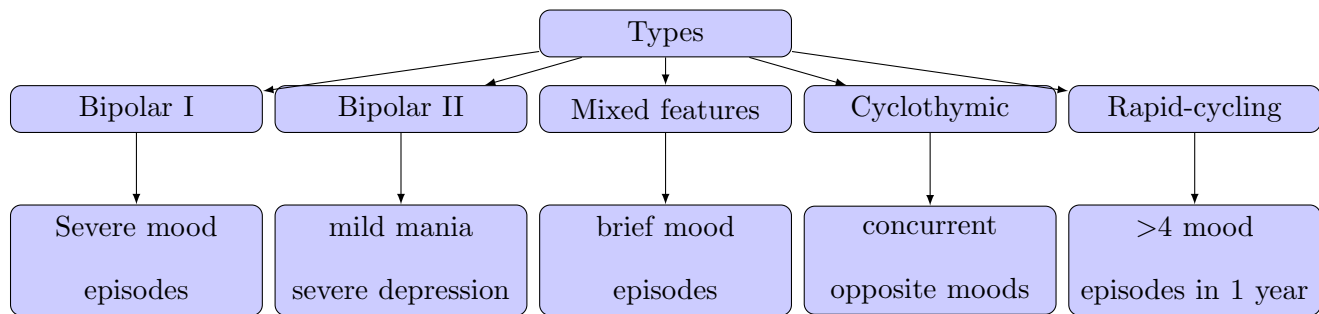 Types
Bipolar I
Bipolar II
Mixed features
Cyclothymic
Rapid-cycling
Severe mood
episodes
mild mania
severe depression
brief mood
episodes
concurrent
opposite moods
>4 mood
episodes in 1 year